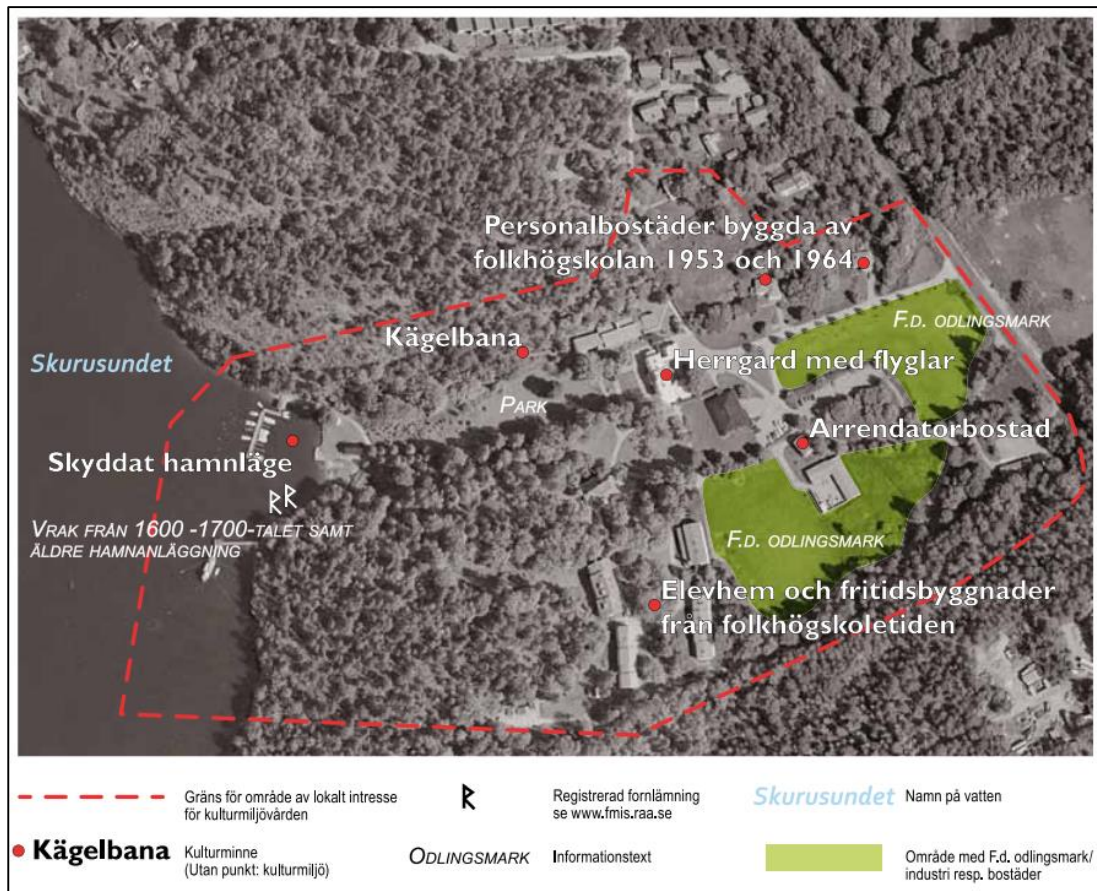 Personalbostäder byggda av
folkhögskolan 1953 och 1964
F.D. ODLINGSMARK
Kägelbana
Skurusundet
Herrgard med flyglar
PARK
Arrendatorbostad
Skyddat hamnläge
VRAK FRÅN 1600 -1700-TALET SAMT
ÄLDRE HAMNANLÄGGNING
F.D. ODLINGSMARK
Elevhem och fritidsbyggnader
från folkhögskoletiden
Gräns för område av lokalt intresse
för kulturmiljövården
Registrerad fornlämning
se www.fmis.raa.se
Skurusundet Namn på vatten
Kägelbana Kulturminne
(Utan punkt: kulturmiljö)
ODLINGSMARK Informationstext
Område med F.d. odlingsmark/
industri resp. bostäder